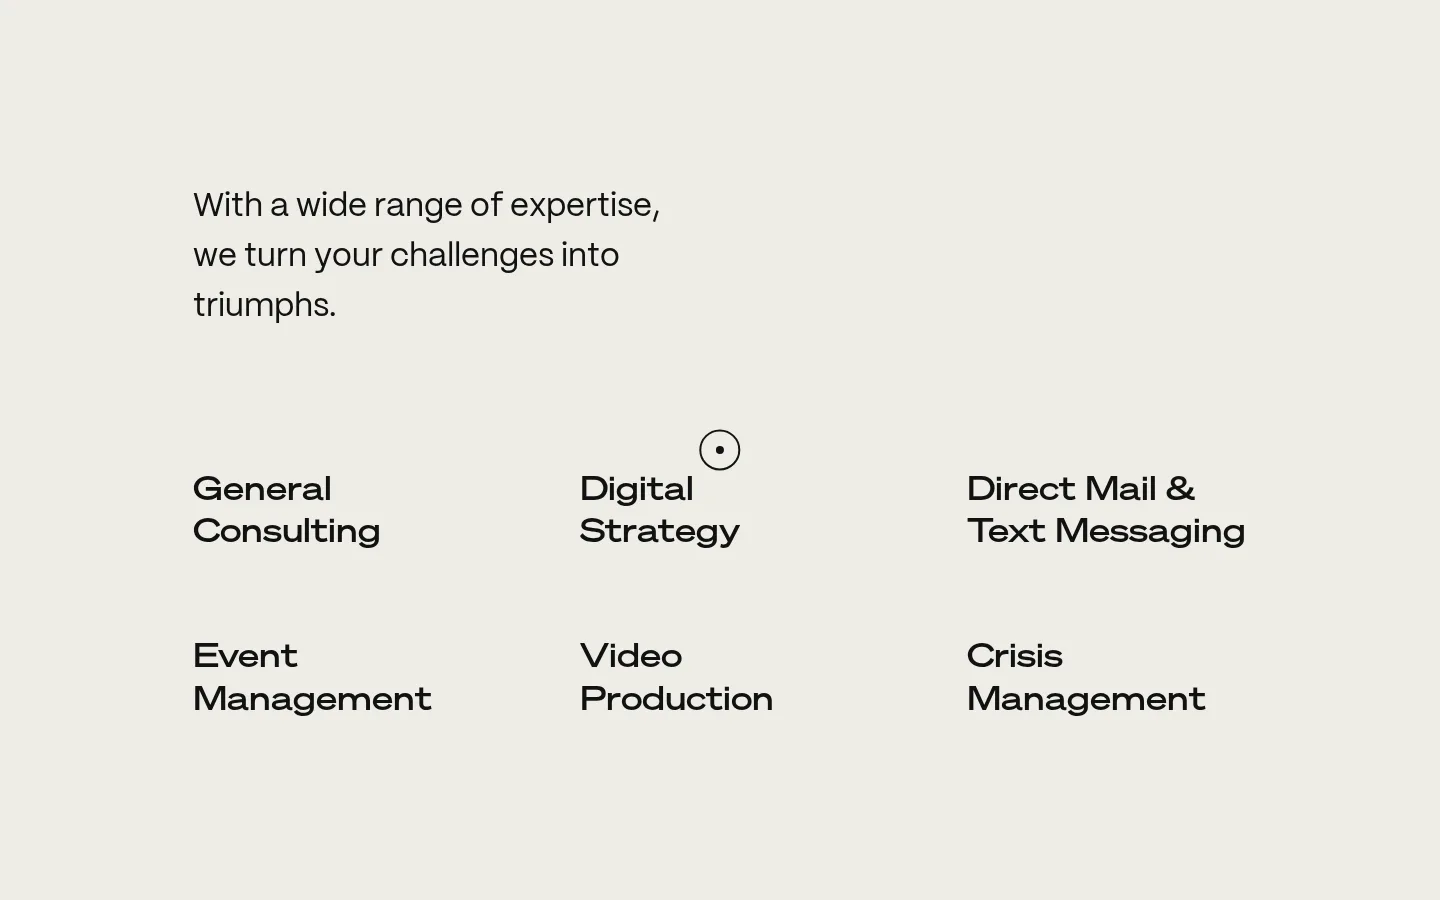 With a wide range of expertise,
we turn your challenges into
triumphs.
General
Consulting
Digital
Strategy
Direct Mail &
Text Messaging
Event
Management
Video
Production
Crisis
Management